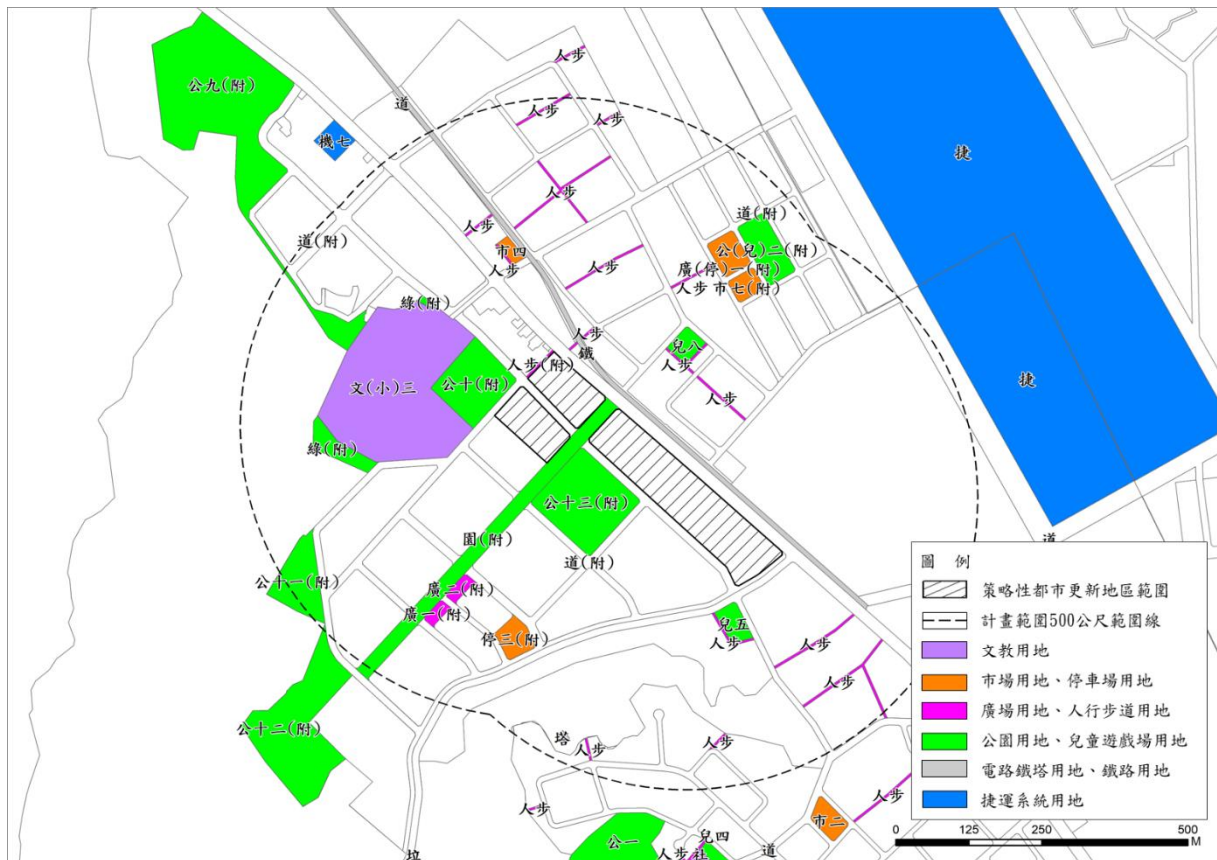 人步
公九(附)
道
人步
人步
機七
捷
人步
人步
道(附)
道(附)
市四
人步
公(兒)二(附)
人步
廣(停)一(附)
人步
市七(附)
綠(附)
人步
鐵
兒八
人步(附)
人步
文(小)三
公十(附)
捷
人步
綠(附)
公十三(附)
園(附)
道
道(附)
公十一(附)
廣二(附)
廣一(附)
停三(附)
兒五
人步
人步
人步
公十二(附)
塔
人步
人步
人步
人步
市二
兒四
公一
人步
社
道
墳
圖 例
策略性都市更新地區範圍
計畫範圍500公尺範圍線
文教用地
市場用地、停車場用地
廣場用地、人行步道用地
公園用地、兒童遊戲場用地
電路鐵塔用地、鐵路用地
捷運系統用地
0 125 250 500
M